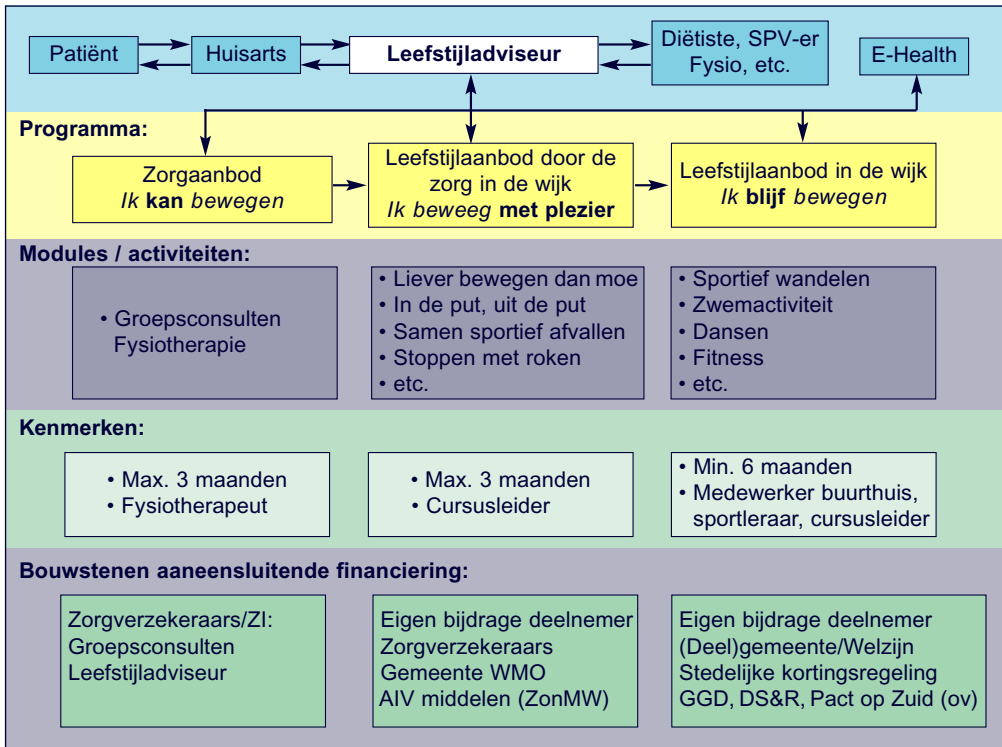 Patiënt
Huisarts
Leefstijladviseur
Diëtiste, SPV-er
Fysio, etc.
E-Health
Programma:
Zorgaanbod
Ik kan bewegen
Leefstijlaanbod door de
zorg in de wijk
Ik beweeg met plezier
Leefstijlaanbod in de wijk
Ik blijf bewegen
Modules / activiteiten:
• Groepsconsulten
Fysiotherapie
• Liever bewegen dan moe
• In de put, uit de put
• Samen sportief afvallen
• Stoppen met roken
• etc.
• Sportief wandelen
• Zwemactiviteit
• Dansen
• Fitness
• etc.
Kenmerken:
• Max. 3 maanden
• Fysiotherapeut
• Max. 3 maanden
• Cursusleider
• Min. 6 maanden
• Medewerker buurthuis,
sportleraar, cursusleider
Bouwstenen aaneensluitende financiering:
Zorgverzekeraars/ZI:
Groepsconsulten
Leefstijladviseur
Eigen bijdrage deelnemer
Zorgverzekeraars
Gemeente WMO
AIV middelen (ZonMW)
Eigen bijdrage deelnemer
(Deel)gemeente/Welzijn
Stedelijke kortingsregeling
GGD, DS&R, Pact op Zuid (ov)